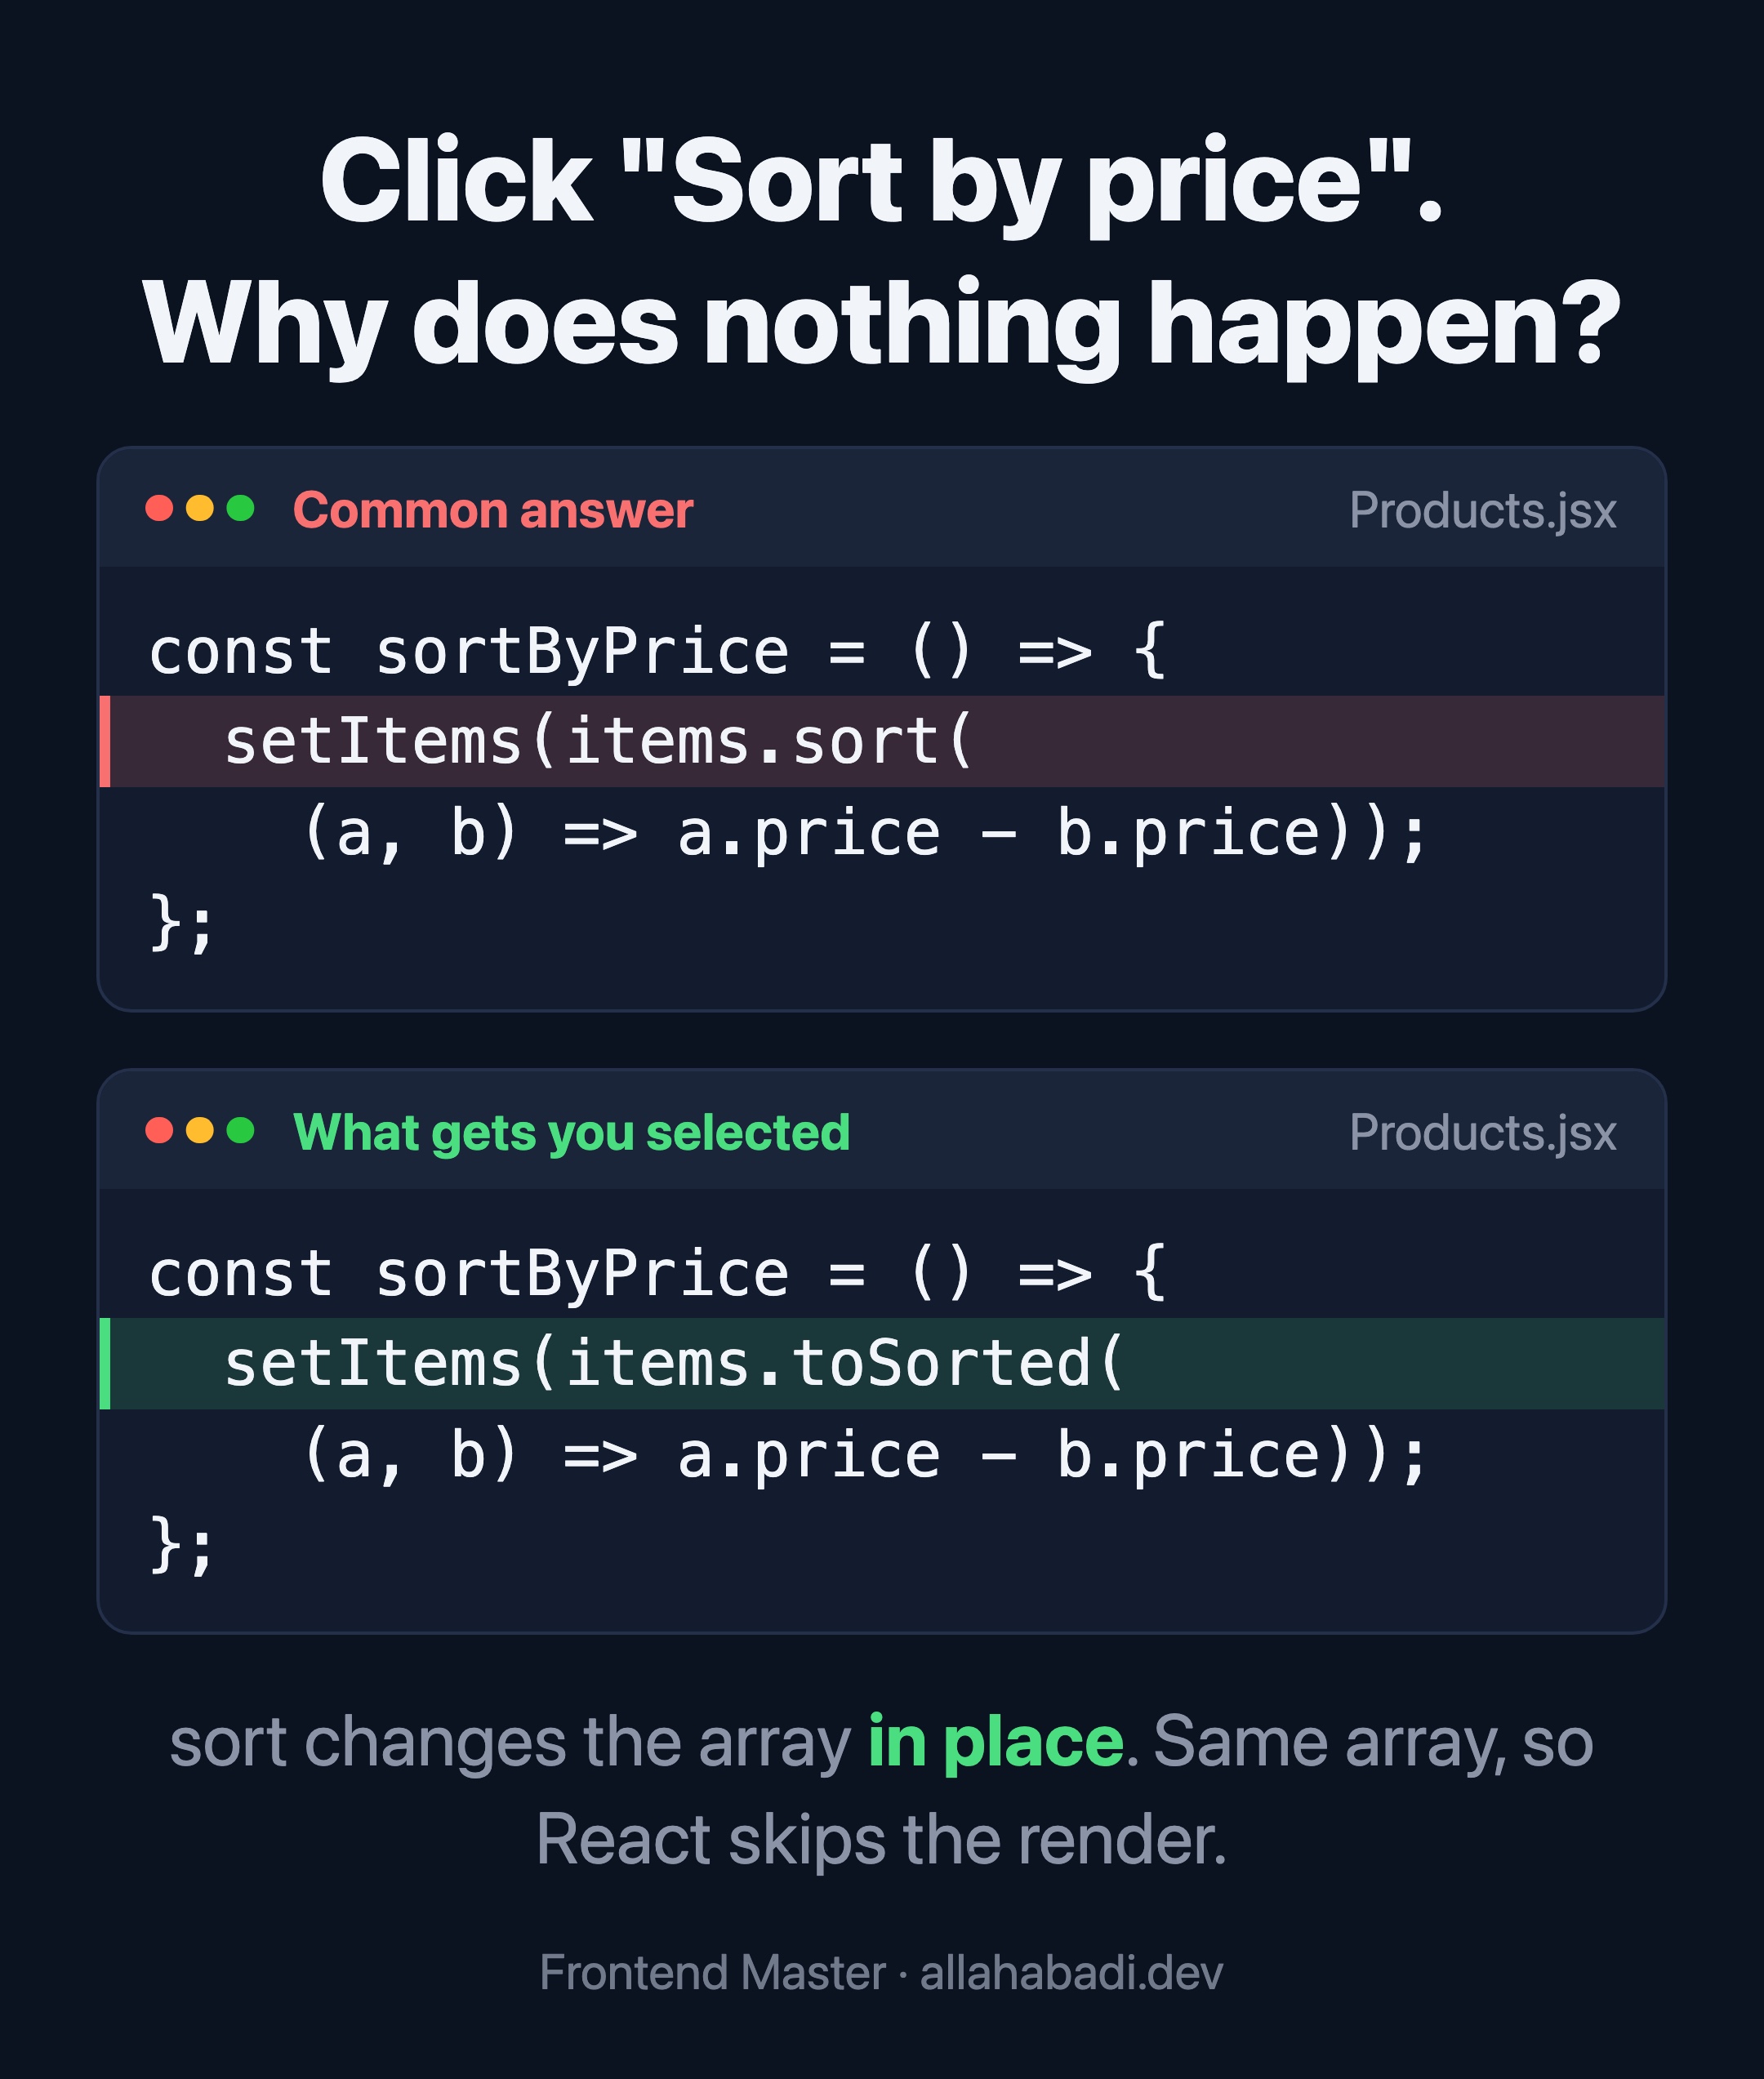 Click "Sort by price".
Why does nothing happen?
Common answer
Products.jsx
const sortByPrice = () => {
  setItems(items.sort(
    (a, b) => a.price − b.price));
};
What gets you selected
Products.jsx
const sortByPrice = () => {
  setItems(items.toSorted(
    (a, b) => a.price − b.price));
};
sort changes the array in place. Same array, so
React skips the render.
Frontend Master · allahabadi.dev